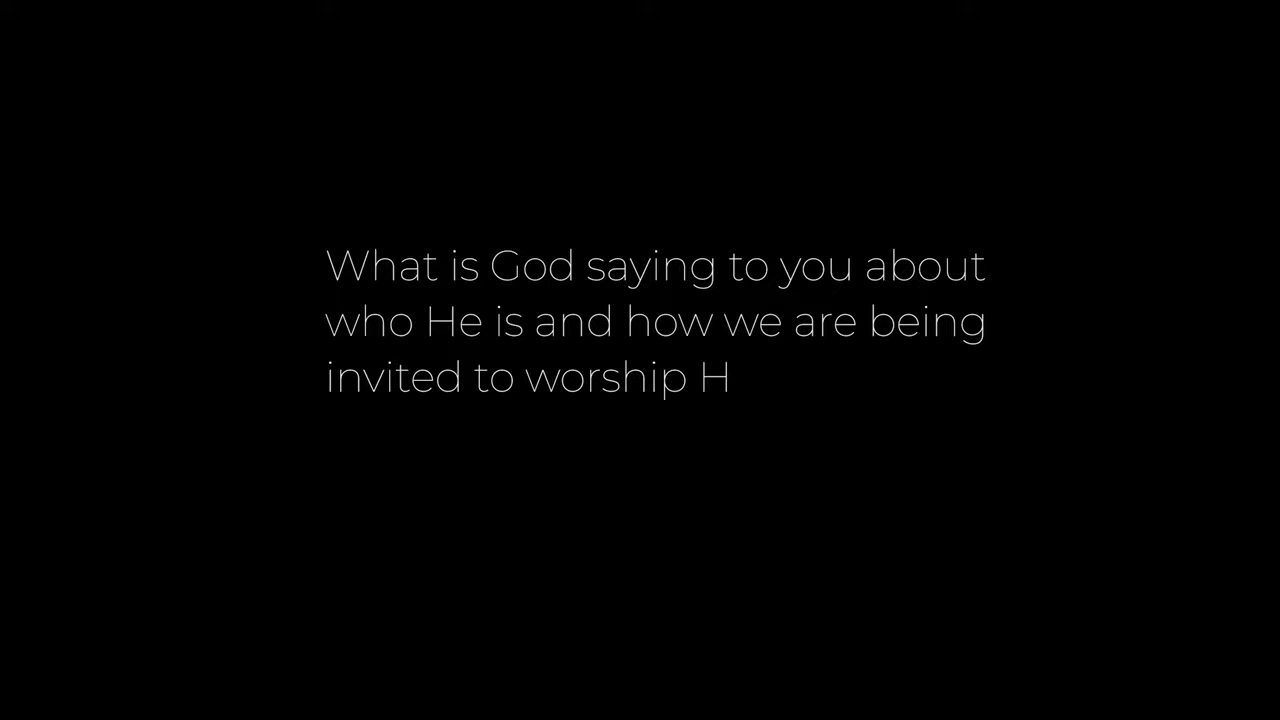 What is God saying to you about
who He is and how we are being
invited to worship H